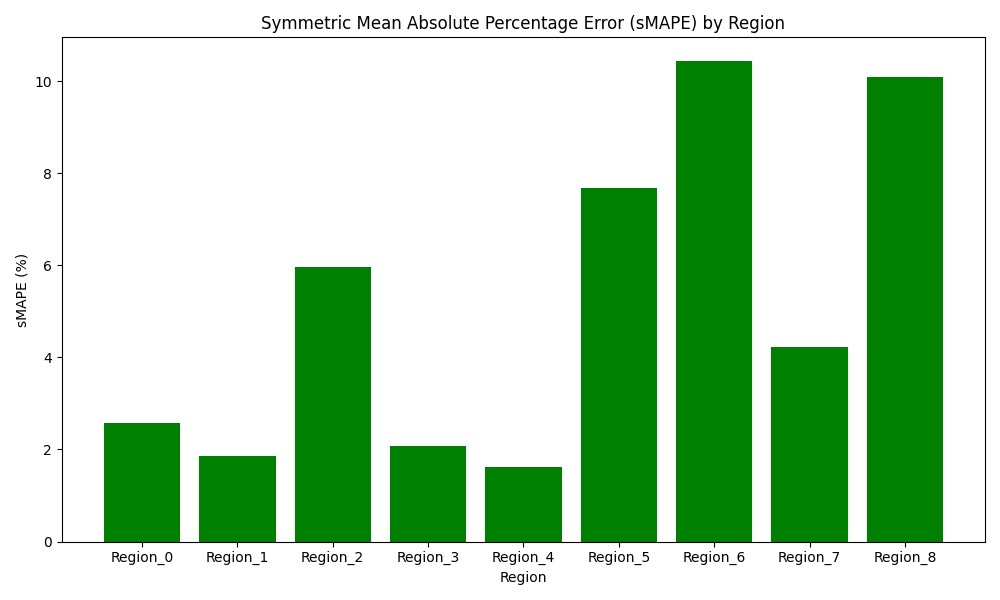 Symmetric Mean Absolute Percentage Error (sMAPE) by Region
sMAPE (%)
10
8
6
4
2
0
Region_0 Region_1 Region_2 Region_3 Region_4 Region_5 Region_6 Region_7 Region_8
Region